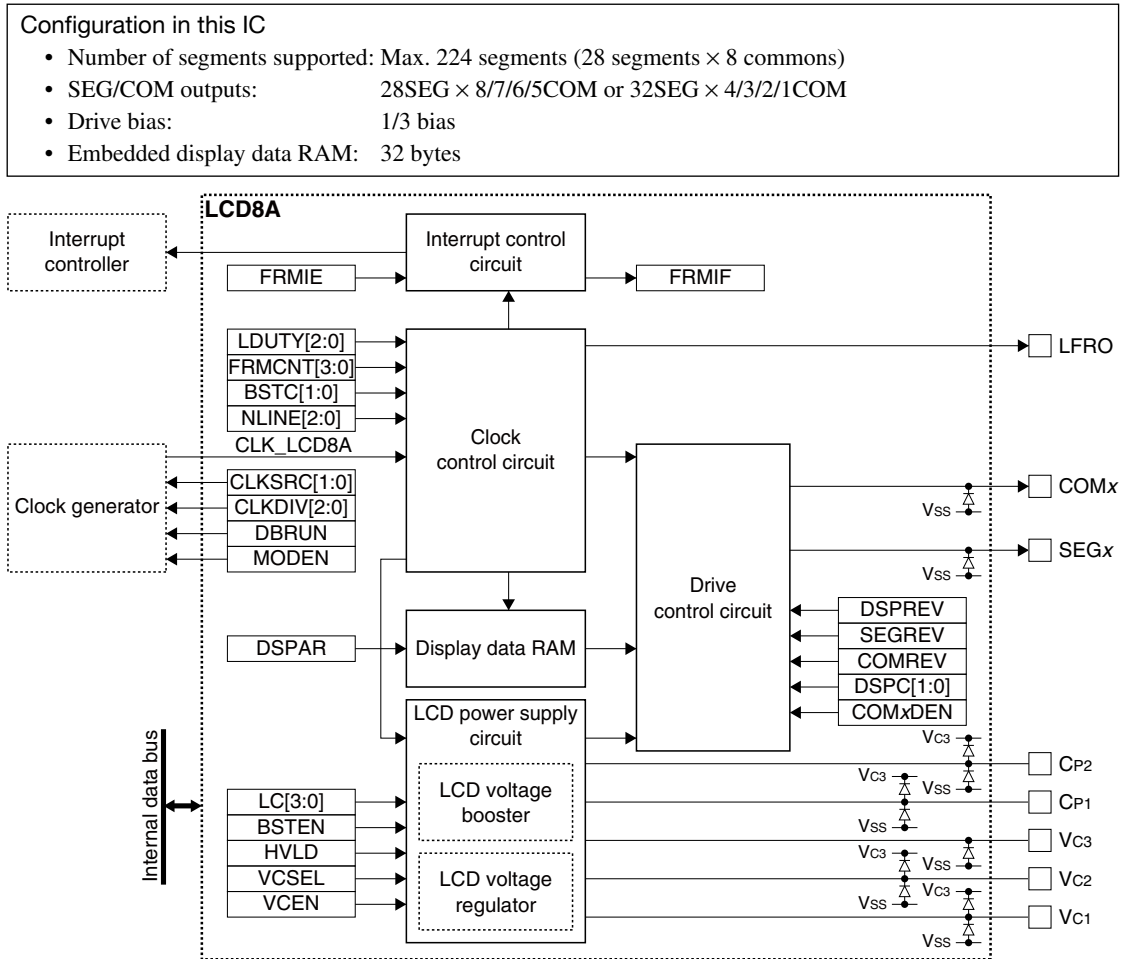 Configuration in this IC
• Number of segments supported: Max. 224 segments (28 segments × 8 commons)
• SEG/COM outputs: 28SEG × 8/7/6/5COM or 32SEG × 4/3/2/1COM
• Drive bias: 1/3 bias
• Embedded display data RAM: 32 bytes
LCD8A
Interrupt
controller
Interrupt control
circuit
FRMIE
FRMIF
LDUTY[2:0]
FRMCNT[3:0]
BSTC[1:0]
NLINE[2:0]
CLK_LCD8A
Clock
control circuit
LFRO
Clock generator
CLKSRC[1:0]
CLKDIV[2:0]
DBRUN
MODEN
COMx
VSS
SEGx
VSS
Drive
control circuit
DSPREV
SEGREV
COMREV
DSPC[1:0]
COMxDEN
DSPAR
Display data RAM
LCD power supply
circuit
LCD voltage
booster
LCD voltage
regulator
Internal data bus
LC[3:0]
BSTEN
HVLD
VCSEL
VCEN
VC3
CP2
VC3
VSS
CP1
VSS
VC3
VC3
VSS
VC2
VC3
VSS
VC1
VSS